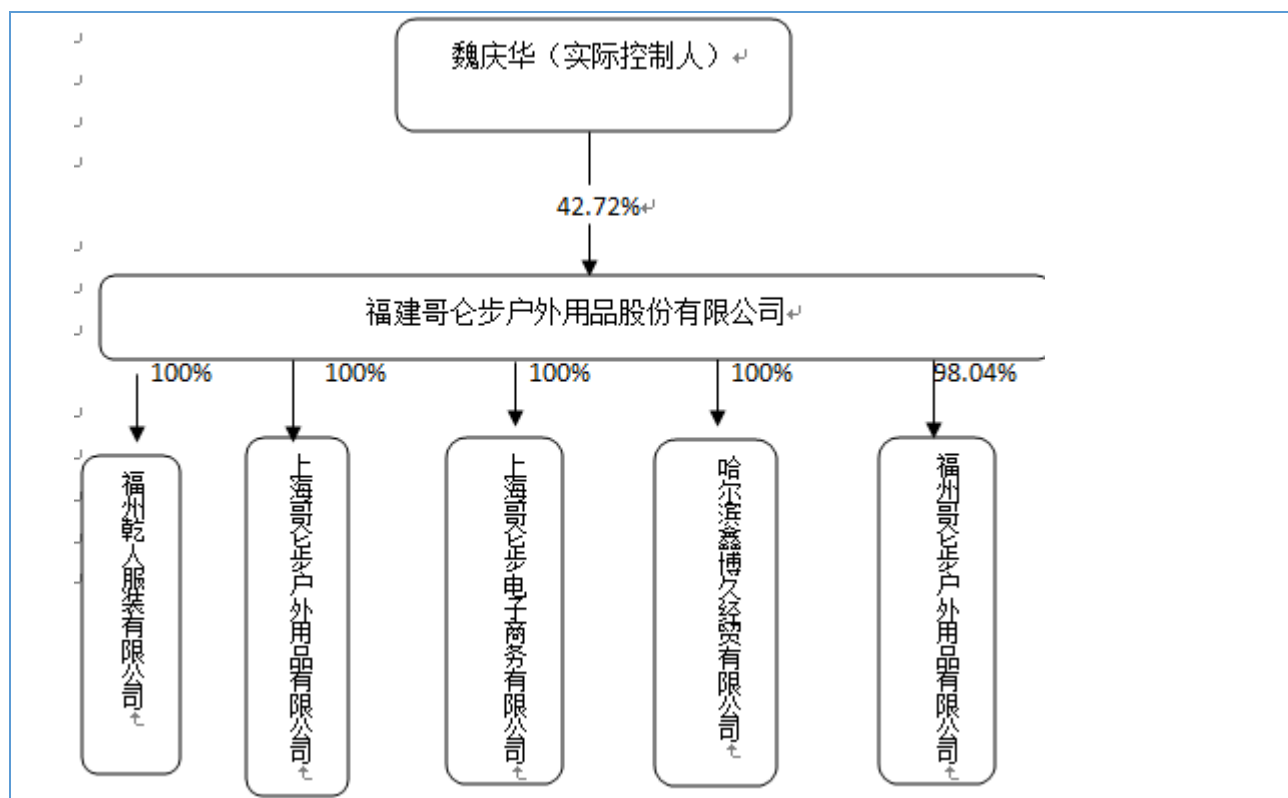 魏庆华（实际控制人）
42.72%
福建哥仑步户外用品股份有限公司
100%
100%
100%
100%
98.04%
福州乾人服装有限公司
上海哥仑步户外用品有限公司
上海哥仑步电子商务有限公司
哈尔滨鑫博久经贸有限公司
福州哥仑步户外用品有限公司